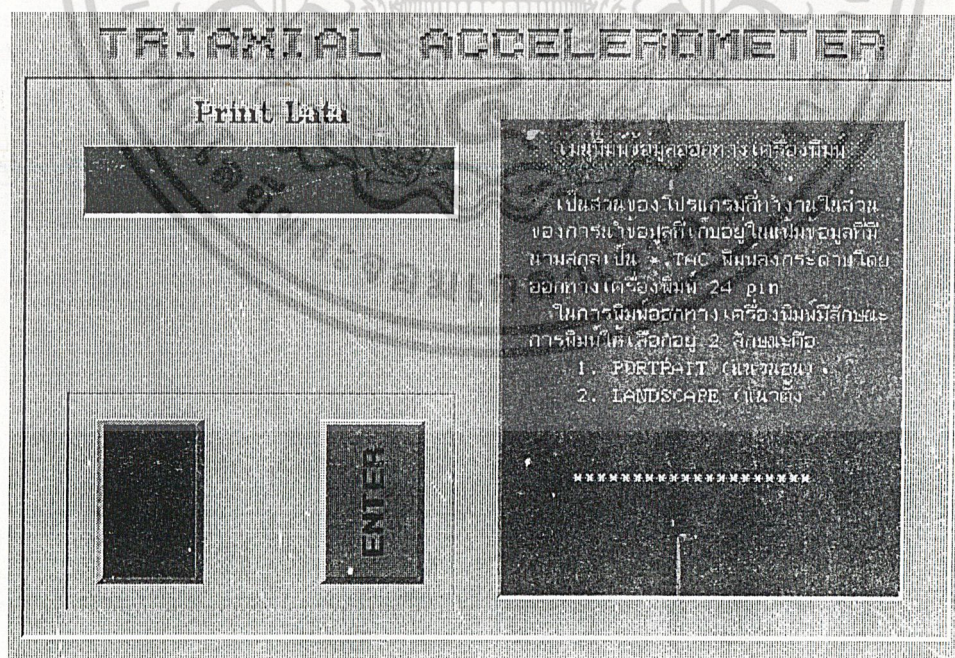 TRIAXIAL ACCELEROMETER
Print Data
เมนูพิมพ์ข้อมูลออกทางเครื่องพิมพ์
เป็นส่วนของโปรแกรมที่ทำงานในส่วน
ของการนำข้อมูลที่เก็บอยู่ในแฟ้มข้อมูลที่มี
นามสกุลเป็น *.TAC พิมพ์ลงกระดาษโดย
ออกทางเครื่องพิมพ์ 24 pin
ในการพิมพ์ออกทางเครื่องพิมพ์มีลักษณะ
การพิมพ์ให้เลือกอยู่ 2 ลักษณะคือ
1. PORTRAIT (แนวนอน)
2. LANDSCAPE (แนวตั้ง
********************
ENTER